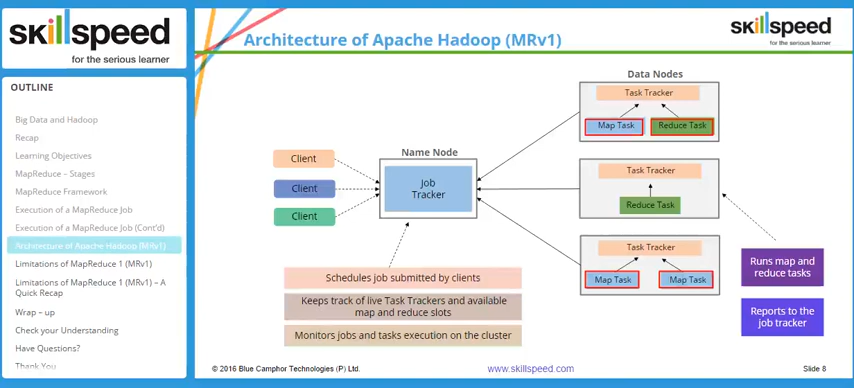 skillspeed
for the serious learner
OUTLINE
Big Data and Hadoop
Recap
Learning Objectives
MapReduce – Stages
MapReduce Framework
Execution of a MapReduce Job
Execution of a MapReduce Job (Cont'd)
Architecture of Apache Hadoop (MRv1)
Limitations of MapReduce 1 (MRv1)
Limitations of MapReduce 1 (MRv1) – A
Quick Recap
Wrap – up
Check your Understanding
Have Questions?
Thank You
Architecture of Apache Hadoop (MRv1)
skillspeed
for the serious learner
Data Nodes
Task Tracker
Map Task
Reduce Task
Name Node
Client
Client
Client
Job
Tracker
Task Tracker
Reduce Task
Task Tracker
Map Task
Map Task
Schedules job submitted by clients
Keeps track of live Task Trackers and available
map and reduce slots
Monitors jobs and tasks execution on the cluster
Runs map and
reduce tasks
Reports to the
job tracker
© 2016 Blue Camphor Technologies (P) Ltd.
www.skillspeed.com
Slide 8